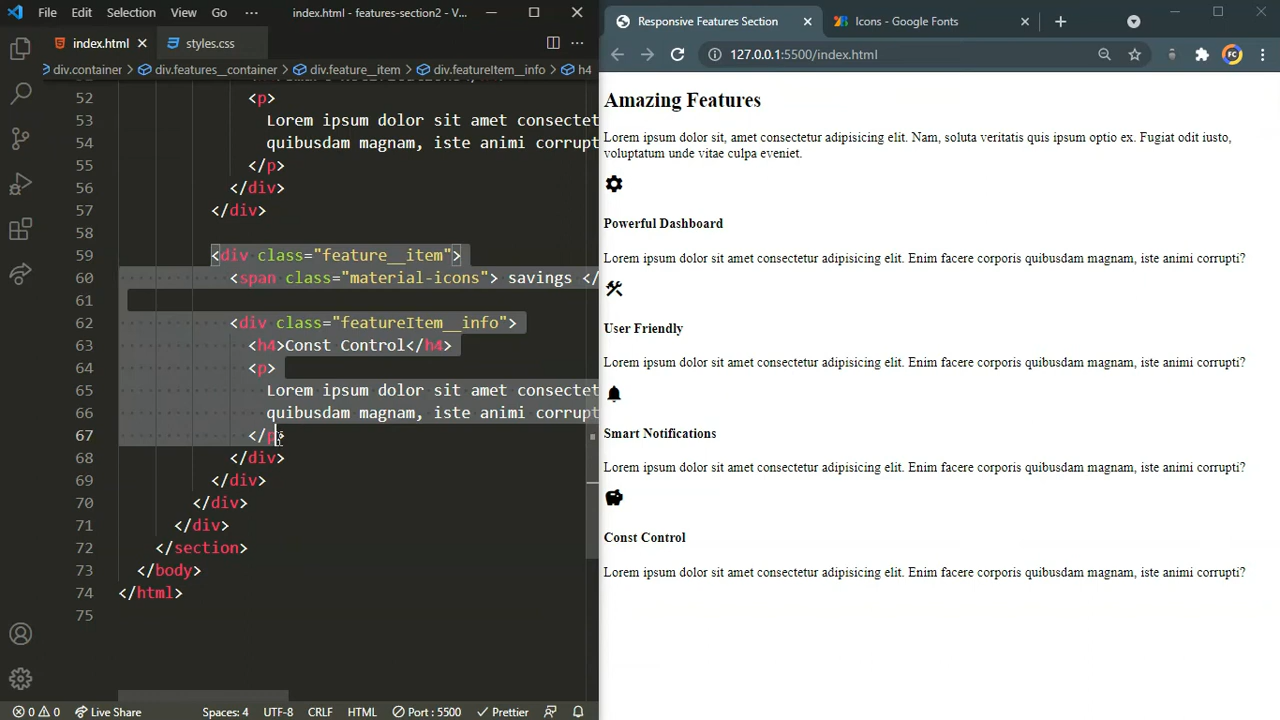 File Edit Selection View Go ··· index.html - features-section2 - V...
index.html styles.css
div.container div.features__container div.feature__item div.featureItem__info h4
52 <p>
53 Lorem ipsum dolor sit amet consectet
54 quibusdam magnam, iste animi corrupt
55 </p>
56 </div>
57 </div>
58
59 <div class="feature__item">
60 <span class="material-icons"> savings </
61
62 <div class="featureItem__info">
63 <h4>Const Control</h4>
64 <p>
65 Lorem ipsum dolor sit amet consectet
66 quibusdam magnam, iste animi corrupt
67 </p>
68 </div>
69 </div>
70 </div>
71 </div>
72 </section>
73 </body>
74 </html>
75
0 0 Live Share Spaces: 4 UTF-8 CRLF HTML Port : 5500 Prettier
Responsive Features Section Icons - Google Fonts
127.0.0.1:5500/index.html
FC
Amazing Features
Lorem ipsum dolor sit, amet consectetur adipisicing elit. Nam, soluta veritatis quis ipsum optio ex. Fugiat odit iusto,
voluptatum unde vitae culpa eveniet.
Powerful Dashboard
Lorem ipsum dolor sit amet consectetur adipisicing elit. Enim facere corporis quibusdam magnam, iste animi corrupti?
User Friendly
Lorem ipsum dolor sit amet consectetur adipisicing elit. Enim facere corporis quibusdam magnam, iste animi corrupti?
Smart Notifications
Lorem ipsum dolor sit amet consectetur adipisicing elit. Enim facere corporis quibusdam magnam, iste animi corrupti?
Const Control
Lorem ipsum dolor sit amet consectetur adipisicing elit. Enim facere corporis quibusdam magnam, iste animi corrupti?